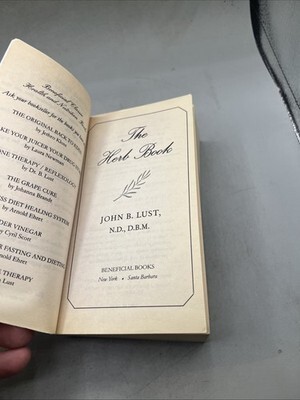 Ask your bookseller for the
THE ORIGINAL BACK TO
by Jethro Kloss
KE YOUR JUICER YOUR DRUG
by Laura Newman
ONE THERAPY / REFLEXOLOGY
by Dr. B. Lust
THE GRAPE CURE
by Johanna Brandt
SS DIET HEALING SYSTEM
by Arnold Ehret
DER VINEGAR
by Cyril Scott
R FASTING AND DIETING
Arnold Ehret
E THERAPY
Lust
The
Herb Book
JOHN B. LUST,
N.D., D.B.M.
BENEFICIAL BOOKS
New York • Santa Barbara